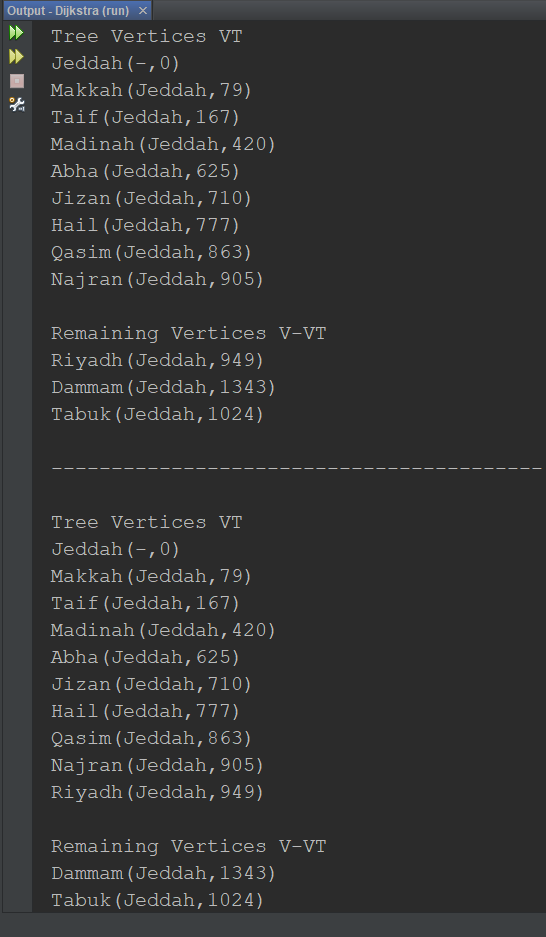 Output - Dijkstra (run) ×
Tree Vertices VT
Jeddah(-,0)
Makkah(Jeddah,79)
Taif(Jeddah,167)
Madinah(Jeddah,420)
Abha(Jeddah,625)
Jizan(Jeddah,710)
Hail(Jeddah,777)
Qasim(Jeddah,863)
Najran(Jeddah,905)
Remaining Vertices V-VT
Riyadh(Jeddah,949)
Dammam(Jeddah,1343)
Tabuk(Jeddah,1024)
-----------------------------------------
Tree Vertices VT
Jeddah(-,0)
Makkah(Jeddah,79)
Taif(Jeddah,167)
Madinah(Jeddah,420)
Abha(Jeddah,625)
Jizan(Jeddah,710)
Hail(Jeddah,777)
Qasim(Jeddah,863)
Najran(Jeddah,905)
Riyadh(Jeddah,949)
Remaining Vertices V-VT
Dammam(Jeddah,1343)
Tabuk(Jeddah,1024)